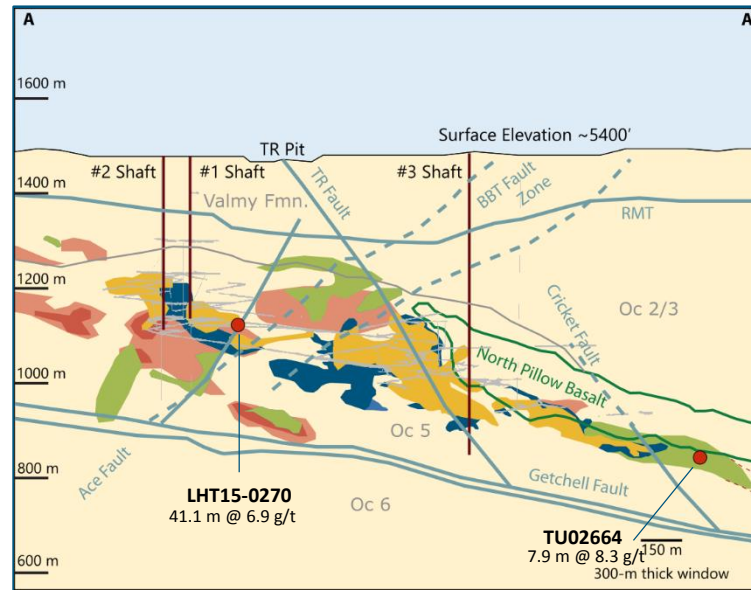 A
A
1600 m
Surface Elevation ~5400'
TR Pit
#2 Shaft
#1 Shaft
TR Fault
#3 Shaft
BBT Fault
Zone
1400 m
Valmy Fmn.
RMT
1200 m
Cricket Fault
Oc 2/3
North Pillow Basalt
1000 m
Oc 5
Ace Fault
Getchell Fault
800 m
LHT15-0270
41.1 m @ 6.9 g/t
Oc 6
TU02664
7.9 m @ 8.3 g/t
150 m
300-m thick window
600 m